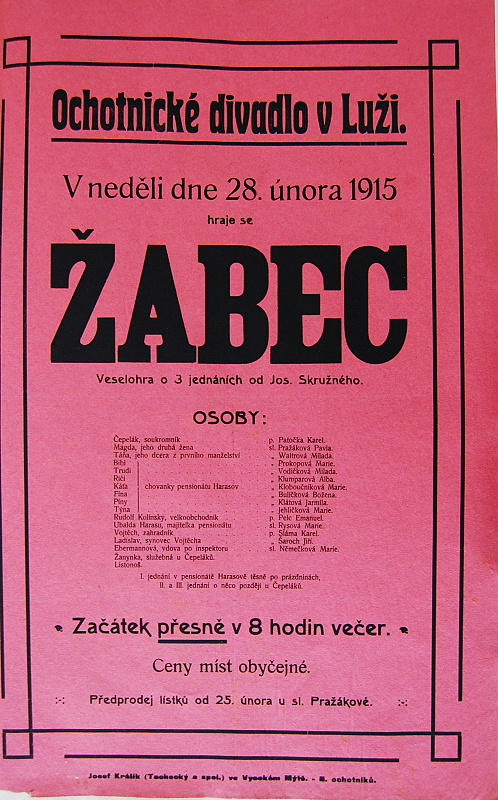 Ochotnické divadlo v Luži.
V neděli dne 28. února 1915
hraje se
ŽABEC
Veselohra o 3 jednáních od Jos. Skružného.
OSOBY:
Čepelák, soukromník p. Patočka Karel.
Magda, jeho druhá žena sl. Pražáková Pavla.
Táňa, jeho dcera z prvního manželství „ Waltrová Milada.
Bibi „ Prokopová Marie.
Trudi „ Vodičková Milada.
Riči „ Klumparová Alba.
Káťa chovanky pensionátu Harasov „ Kloboučníková Marie.
Fína „ Buličková Božena.
Piny „ Klátová Jarmila.
Týna „ Jehličková Marie.
Rudolf Kolínský, velkoobchodník p. Pelc Emanuel.
Ubalda Harasů, majitelka pensionátu sl. Rysová Marie.
Vojtěch, zahradník p. Sláma Karel.
Ladislav, synovec Vojtěcha „ Šaroch Jiří.
Ebermannová, vdova po inspektoru sl. Němečková Marie.
Žanynka, služebná u Čepeláků.
Listonoš.
I. jednání v pensionátě Harasově těsně po prázdninách,
II. a III. jednání o něco později u Čepeláků.
Začátek přesně v 8 hodin večer.
Ceny míst obyčejné.
:-: Předprodej lístků od 25. února u sl. Pražákové. :-:
Josef Králík (Techecký a spol.) ve Vysokém Mýtě. - N. ochotníků.